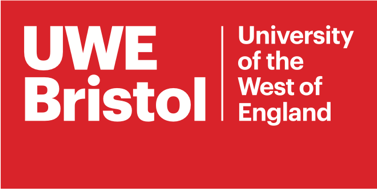 UWE
Bristol
University
of the
West of
England